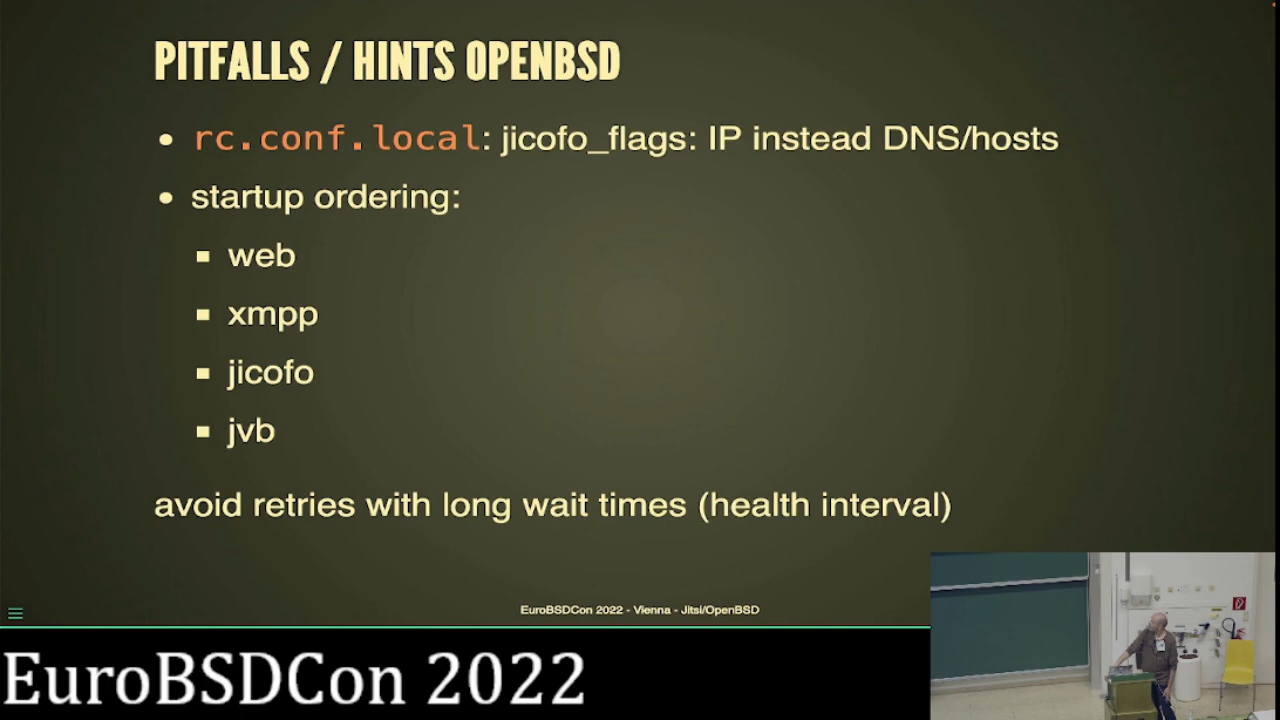 PITFALLS / HINTS OPENBSD
rc.conf.local: jicofo_flags: IP instead DNS/hosts
startup ordering:
web
xmpp
jicofo
jvb
avoid retries with long wait times (health interval)
EuroBSDCon 2022 - Vienna - Jitsi/OpenBSD
EuroBSDCon 2022